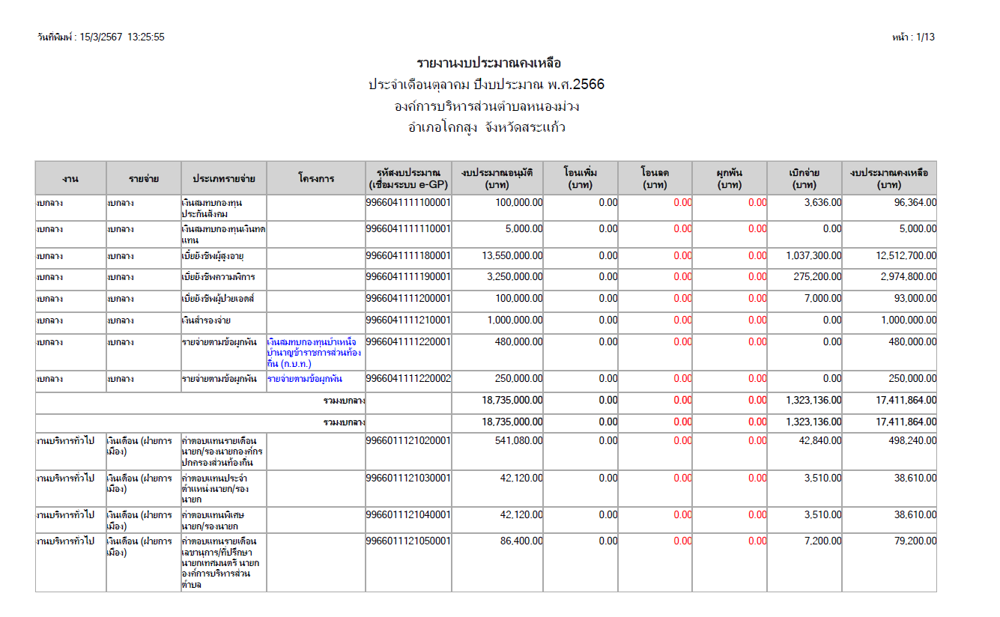 วันที่พิมพ์ : 15/3/2567 13:25:55
หน้า : 1/13
รายงานงบประมาณคงเหลือ
ประจำเดือนตุลาคม ปีงบประมาณ พ.ศ.2566
องค์การบริหารส่วนตำบลหนองม่วง
อำเภอโคกสูง จังหวัดสระแก้ว
งาน รายจ่าย ประเภทรายจ่าย โครงการ รหัสงบประมาณ งบประมาณอนุมัติ โอนเพิ่ม โอนลด ผูกพัน เบิกจ่าย งบประมาณคงเหลือ
(เชื่อมระบบ e-GP) (บาท) (บาท) (บาท) (บาท) (บาท) (บาท)
งบกลาง งบกลาง เงินสมทบกองทุน 9966041111100001 100,000.00 0.00 0.00 0.00 3,636.00 96,364.00
ประกันสังคม
งบกลาง งบกลาง เงินสมทบกองทุนเงินทด 9966041111110001 5,000.00 0.00 0.00 0.00 0.00 5,000.00
แทน
งบกลาง งบกลาง เบี้ยยังชีพผู้สูงอายุ 9966041111180001 13,550,000.00 0.00 0.00 0.00 1,037,300.00 12,512,700.00
งบกลาง งบกลาง เบี้ยยังชีพความพิการ 9966041111190001 3,250,000.00 0.00 0.00 0.00 275,200.00 2,974,800.00
งบกลาง งบกลาง เบี้ยยังชีพผู้ป่วยเอดส์ 9966041111200001 100,000.00 0.00 0.00 0.00 7,000.00 93,000.00
งบกลาง งบกลาง เงินสำรองจ่าย 9966041111210001 1,000,000.00 0.00 0.00 0.00 0.00 1,000,000.00
งบกลาง งบกลาง รายจ่ายตามข้อผูกพัน เงินสมทบกองทุนบำเหน็จ 9966041111220001 480,000.00 0.00 0.00 0.00 0.00 480,000.00
บำนาญข้าราชการส่วนท้อง
ถิ่น (ก.บ.ท.)
งบกลาง งบกลาง รายจ่ายตามข้อผูกพัน รายจ่ายตามข้อผูกพัน 9966041111220002 250,000.00 0.00 0.00 0.00 0.00 250,000.00
รวมงบกลาง 18,735,000.00 0.00 0.00 0.00 1,323,136.00 17,411,864.00
รวมงบกลาง 18,735,000.00 0.00 0.00 0.00 1,323,136.00 17,411,864.00
งานบริหารทั่วไป เงินเดือน (ฝ่ายการ ค่าตอบแทนรายเดือน 9966011121020001 541,080.00 0.00 0.00 0.00 42,840.00 498,240.00
เมือง) นายก/รองนายกองค์กร
ปกครองส่วนท้องถิ่น
งานบริหารทั่วไป เงินเดือน (ฝ่ายการ ค่าตอบแทนประจำ 9966011121030001 42,120.00 0.00 0.00 0.00 3,510.00 38,610.00
เมือง) ตำแหน่งนายก/รอง
นายก
งานบริหารทั่วไป เงินเดือน (ฝ่ายการ ค่าตอบแทนพิเศษ 9966011121040001 42,120.00 0.00 0.00 0.00 3,510.00 38,610.00
เมือง) นายก/รองนายก
งานบริหารทั่วไป เงินเดือน (ฝ่ายการ ค่าตอบแทนรายเดือน 9966011121050001 86,400.00 0.00 0.00 0.00 7,200.00 79,200.00
เมือง) เลขานุการ/ที่ปรึกษา
นายกเทศมนตรี นายก
องค์การบริหารส่วน
ตำบล